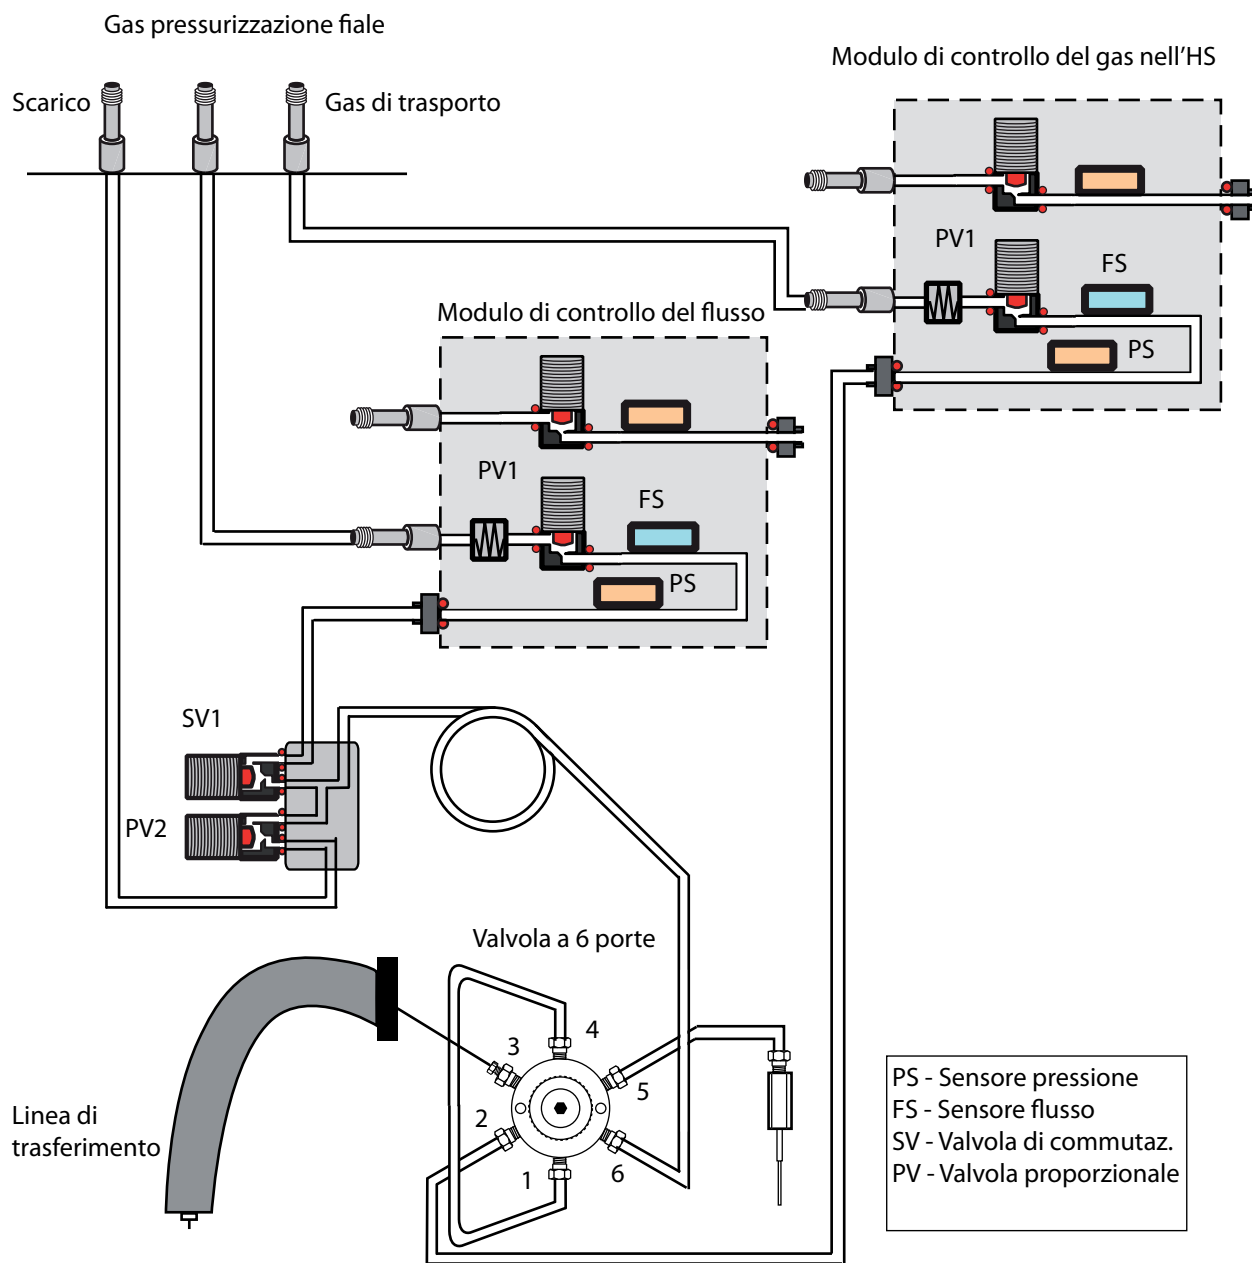 Gas pressurizzazione fiale
Modulo di controllo del gas nell'HS
Scarico
Gas di trasporto
PV1
FS
Modulo di controllo del flusso
PS
PV1
FS
PS
SV1
PV2
Valvola a 6 porte
4
3
5
2
1
6
Linea di
trasferimento
PS - Sensore pressione
FS - Sensore flusso
SV - Valvola di commutaz.
PV - Valvola proporzionale